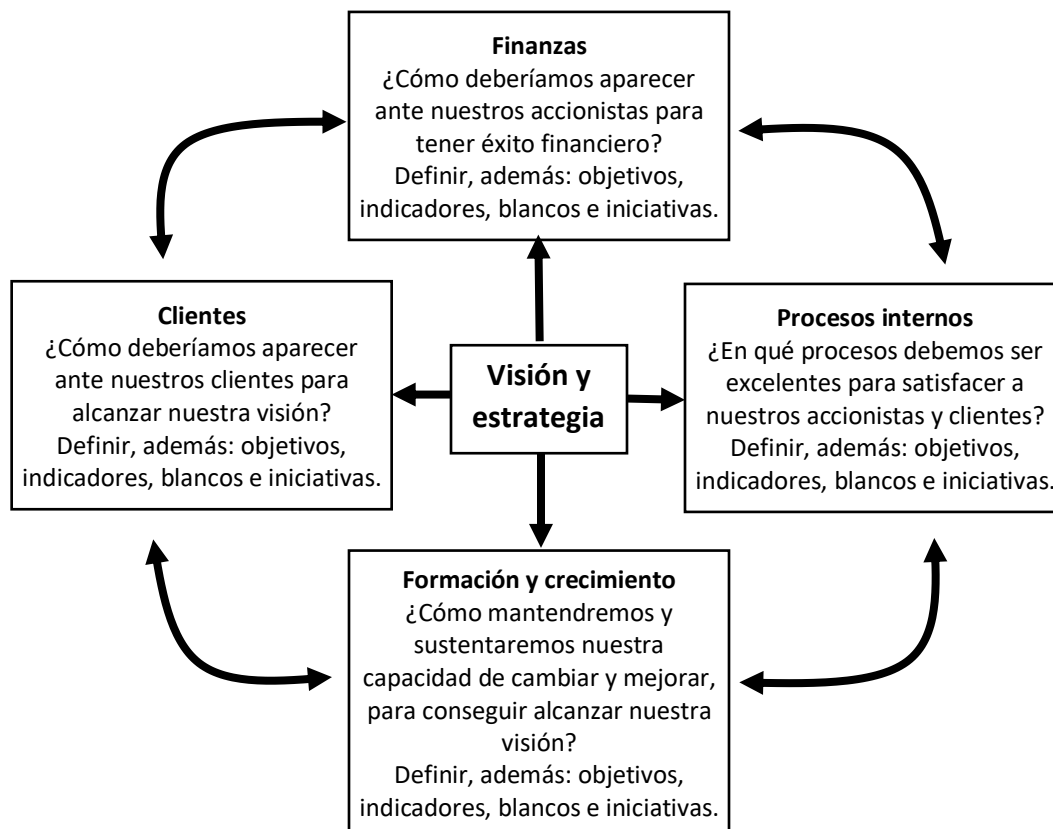 Finanzas
¿Cómo deberíamos aparecer
ante nuestros accionistas para
tener éxito financiero?
Definir, además: objetivos,
indicadores, blancos e iniciativas.
Clientes
¿Cómo deberíamos aparecer
ante nuestros clientes para
alcanzar nuestra visión?
Definir, además: objetivos,
indicadores, blancos e iniciativas.
Visión y
estrategia
Procesos internos
¿En qué procesos debemos ser
excelentes para satisfacer a
nuestros accionistas y clientes?
Definir, además: objetivos,
indicadores, blancos e iniciativas.
Formación y crecimiento
¿Cómo mantendremos y
sustentaremos nuestra
capacidad de cambiar y mejorar,
para conseguir alcanzar nuestra
visión?
Definir, además: objetivos,
indicadores, blancos e iniciativas.